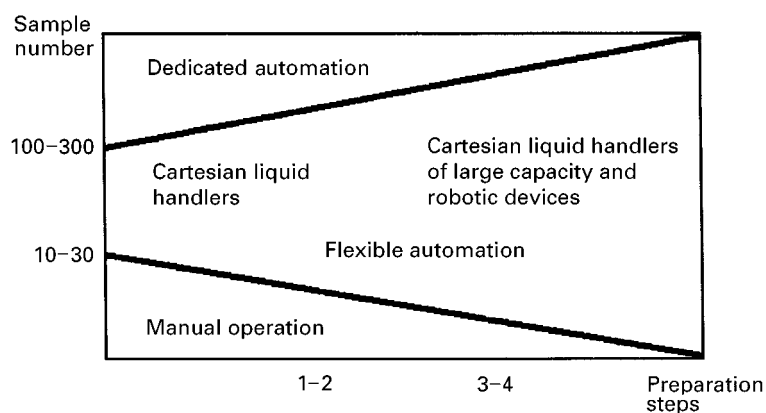 Sample
number
Dedicated automation
100–300
Cartesian liquid
handlers
Cartesian liquid handlers
of large capacity and
robotic devices
10–30
Flexible automation
Manual operation
1–2
3–4
Preparation
steps